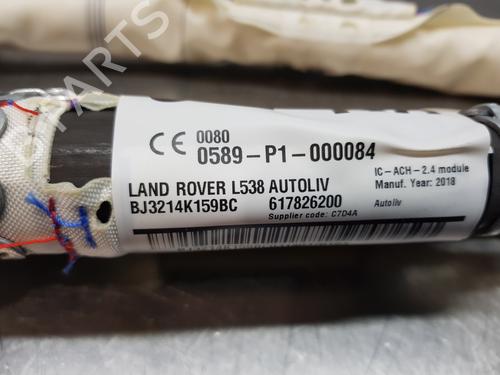 CE 0080
0589-P1-000084
IC-ACH-2.4 module
Manuf. Year: 2018
LAND ROVER L538 AUTOLIV
BJ3214K159BC 617826200
Autoliv
Supplier code: C7D4A
B-PARTS